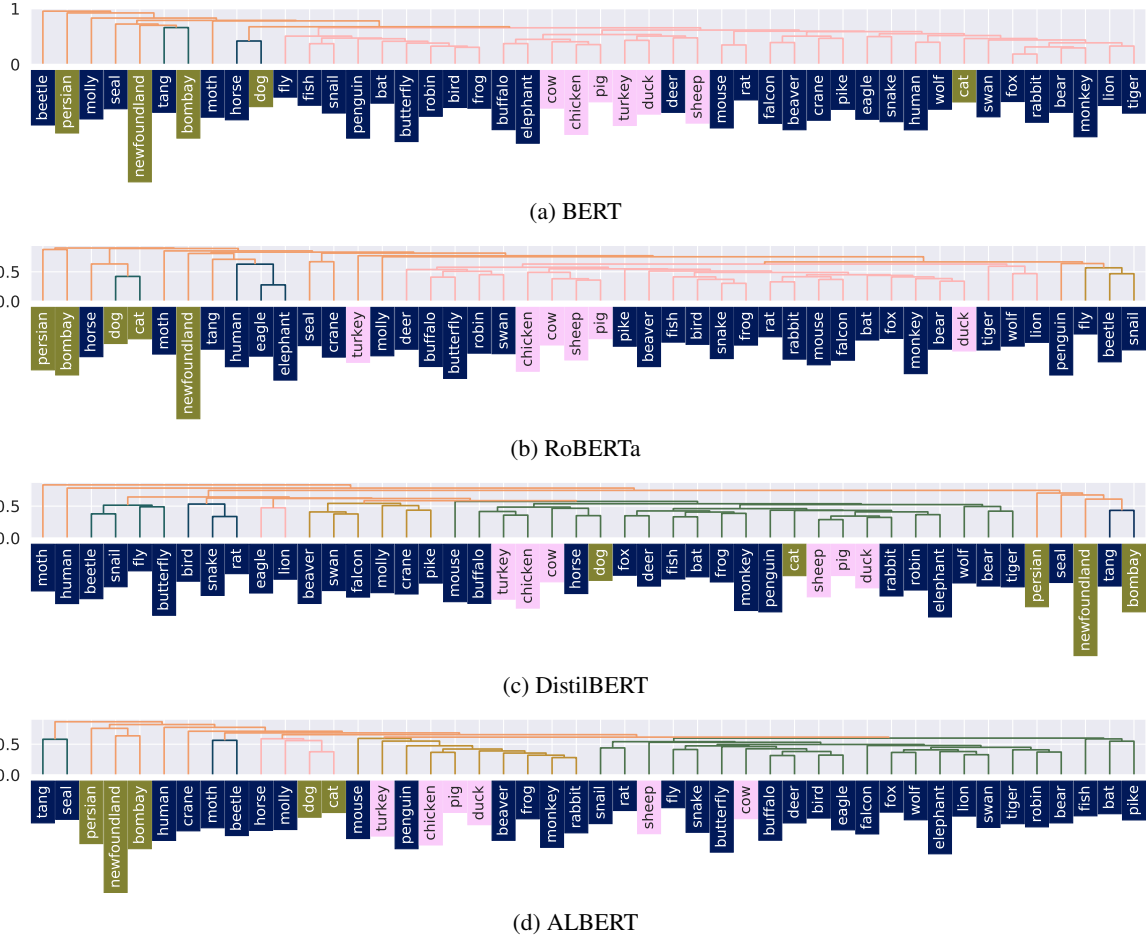 1
0
beetle persian molly seal newfoundland tang bombay moth horse dog fly fish snail penguin bat butterfly robin bird frog buffalo elephant cow chicken pig turkey duck deer sheep mouse rat falcon beaver crane pike eagle snake human wolf cat swan fox rabbit bear monkey lion tiger
(a) BERT
0.5
0.0
persian bombay horse dog cat moth newfoundland tang human eagle elephant seal crane turkey molly deer buffalo butterfly robin swan chicken cow sheep pig pike beaver fish bird snake frog rat rabbit mouse falcon bat fox monkey bear duck tiger wolf lion penguin fly beetle snail
(b) RoBERTa
0.5
0.0
moth human beetle snail fly butterfly bird snake rat eagle lion beaver swan falcon molly crane pike mouse buffalo turkey chicken cow horse dog fox deer fish bat frog monkey penguin cat sheep pig duck rabbit robin elephant wolf bear tiger persian seal newfoundland tang bombay
(c) DistilBERT
0.5
0.0
tang seal persian newfoundland bombay human crane moth beetle horse molly dog cat mouse turkey penguin chicken pig duck beaver frog monkey rabbit snail rat sheep fly snake butterfly cow buffalo deer bird eagle falcon fox wolf elephant lion swan tiger robin bear fish bat pike
(d) ALBERT